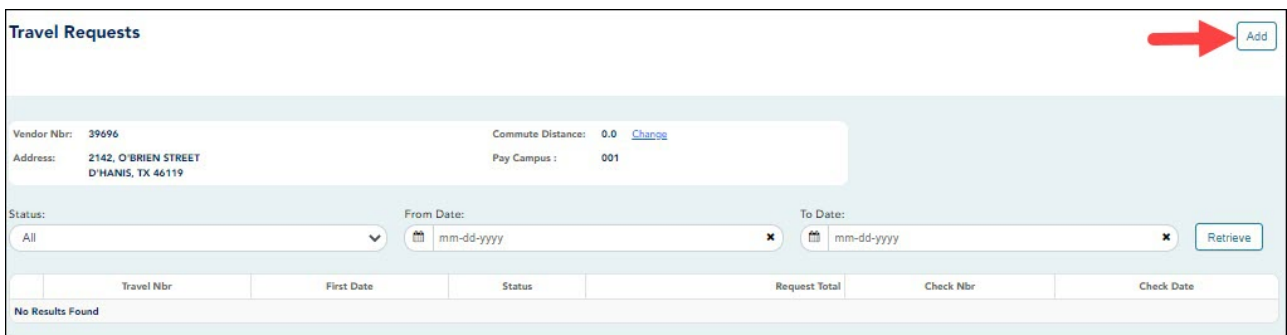 Travel Requests
Add
Vendor Nbr: 39696 Commute Distance: 0.0 Change
Address: 2142, O'BRIEN STREET Pay Campus : 001
D'HANIS, TX 46119
Status: From Date: To Date:
All mm-dd-yyyy mm-dd-yyyy Retrieve
Travel Nbr First Date Status Request Total Check Nbr Check Date
No Results Found